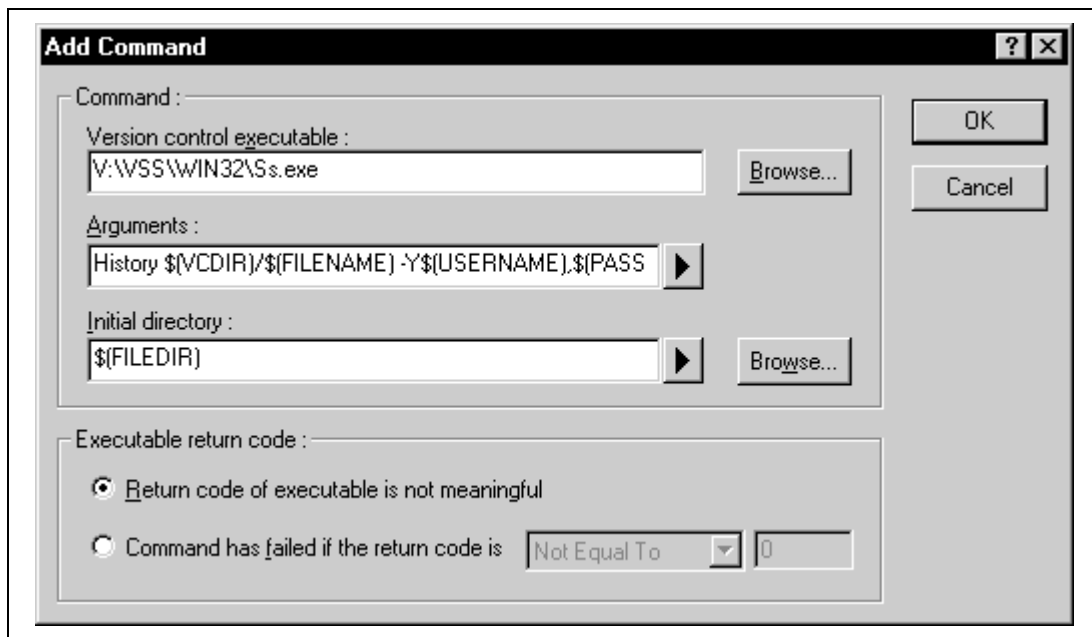 Add Command
Command :
Version control executable :
V:\VSS\WIN32\Ss.exe
Browse...
Arguments :
History $(VCDIR)/$(FILENAME) -Y$(USERNAME),$(PASS
Initial directory :
$(FILEDIR)
Browse...
OK
Cancel
Executable return code :
Return code of executable is not meaningful
Command has failed if the return code is Not Equal To 0